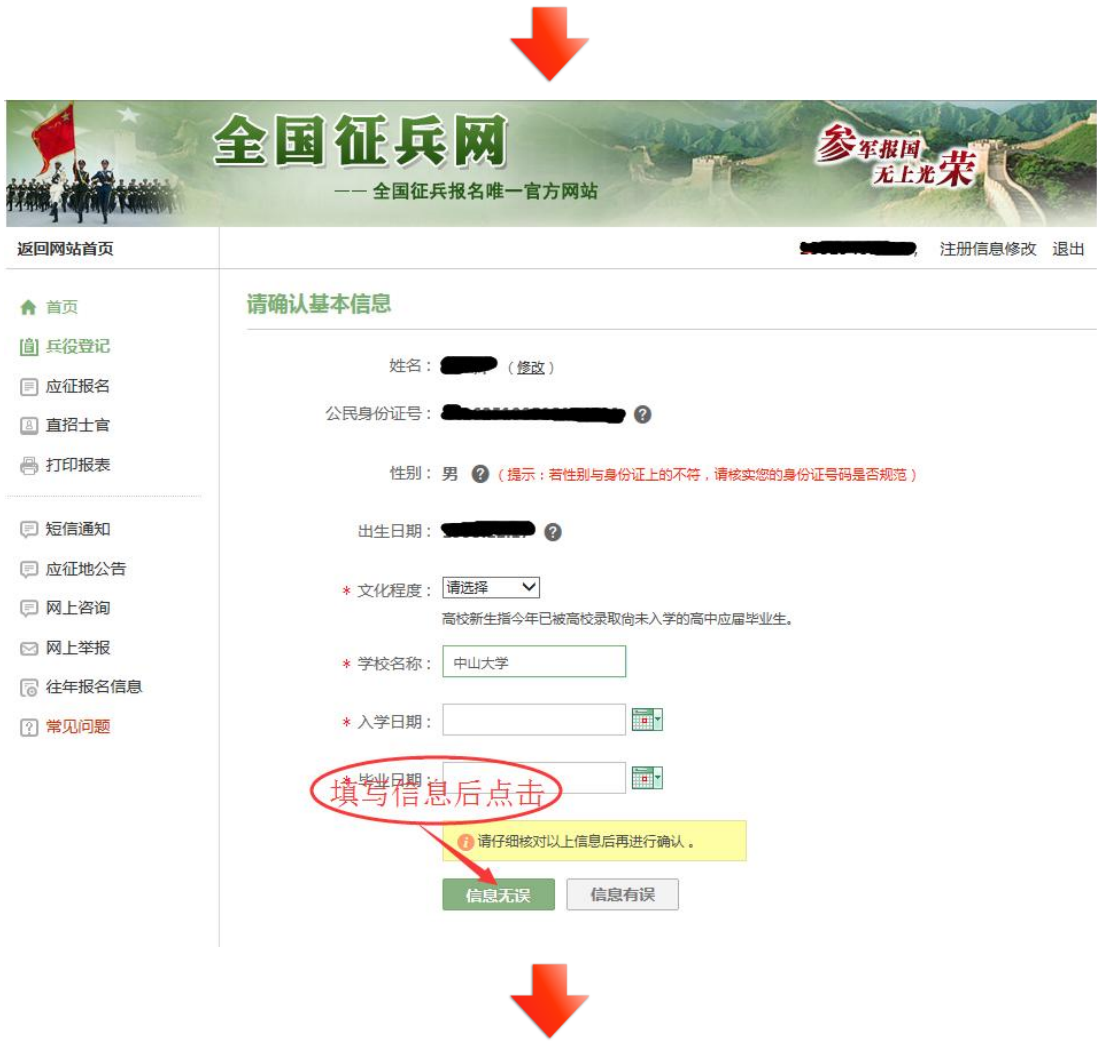 全国征兵网
—— 全国征兵报名唯一官方网站
参军报国
无上光荣
返回网站首页
注册信息修改 退出
首页
兵役登记
应征报名
直招士官
打印报表
短信通知
应征地公告
网上咨询
网上举报
往年报名信息
常见问题
请确认基本信息
姓名： （修改）
公民身份证号：
性别： 男 （提示：若性别与身份证上的不符，请核实您的身份证号码是否规范）
出生日期：
* 文化程度： 请选择
高校新生指今年已被高校录取尚未入学的高中应届毕业生。
* 学校名称： 中山大学
* 入学日期：
* 毕业日期：
填写信息后点击
请仔细核对以上信息后再进行确认。
信息无误 信息有误